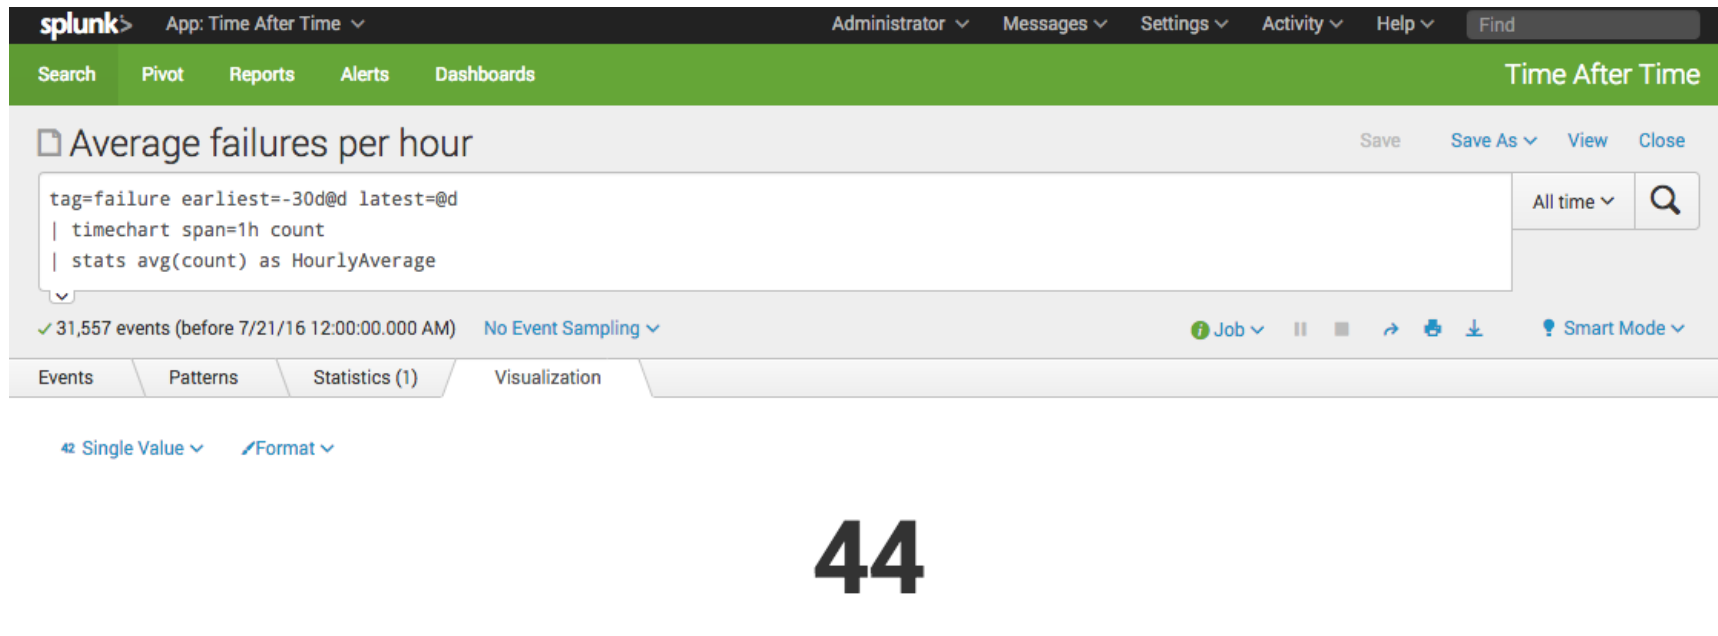 splunk> App: Time After Time Administrator Messages Settings Activity Help Find
Search Pivot Reports Alerts Dashboards Time After Time
Average failures per hour Save Save As View Close
tag=failure earliest=-30d@d latest=@d All time
| timechart span=1h count
| stats avg(count) as HourlyAverage
31,557 events (before 7/21/16 12:00:00.000 AM) No Event Sampling i Job Smart Mode
Events Patterns Statistics (1) Visualization
42 Single Value Format
44